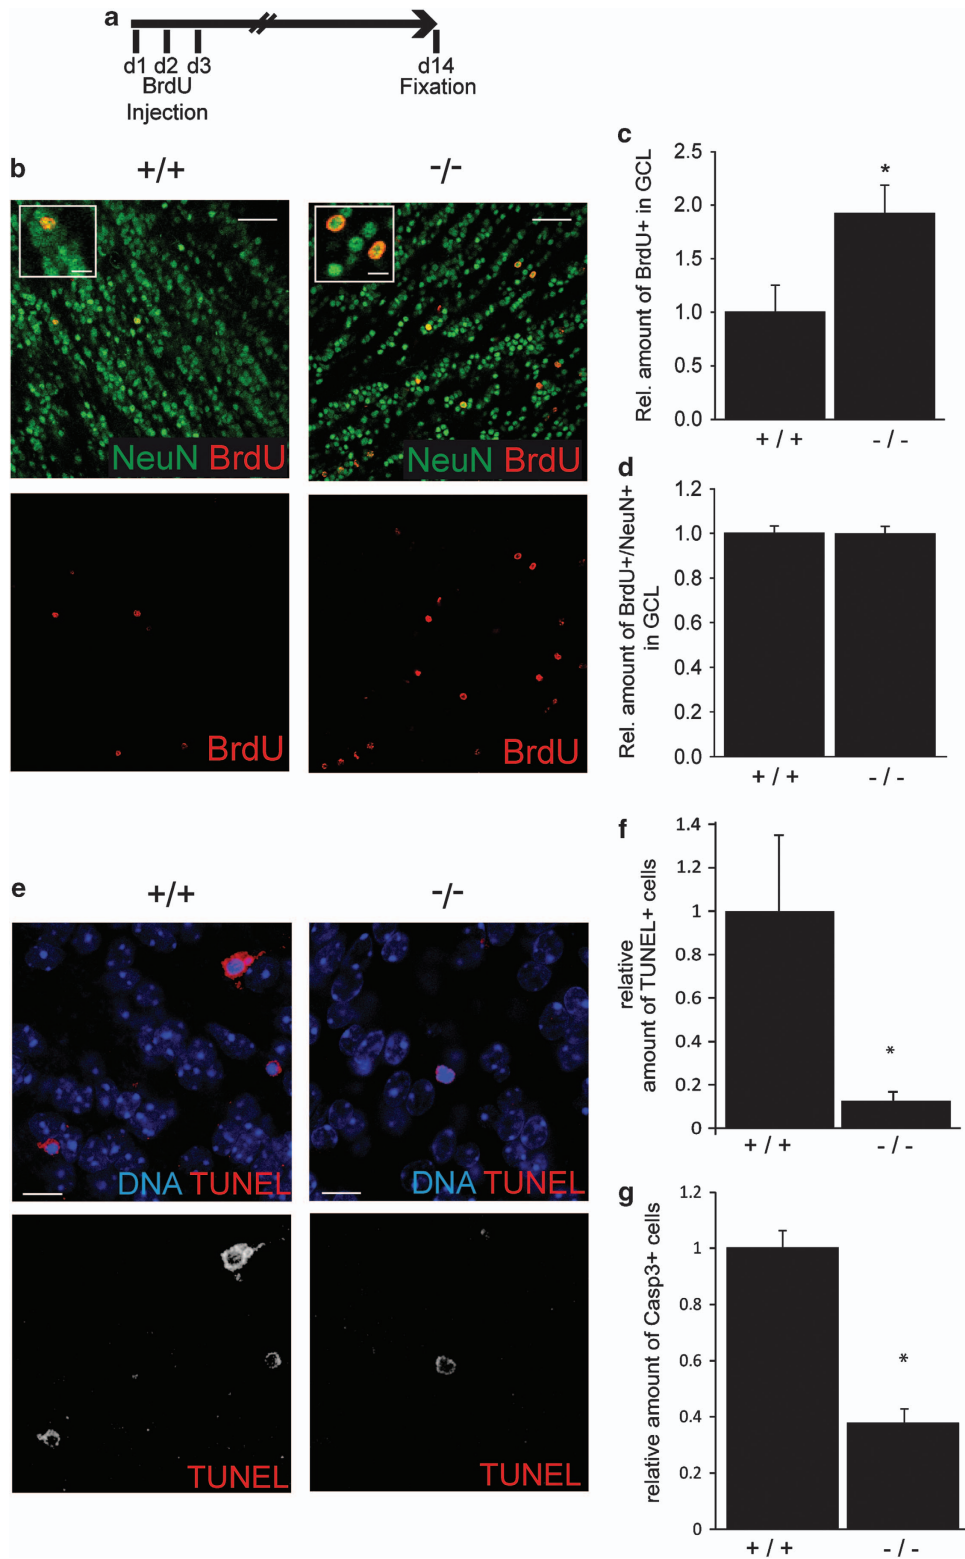 a
d1 d2 d3
BrdU
Injection
d14
Fixation
b
+/+
-/-
NeuN BrdU
NeuN BrdU
BrdU
BrdU
c
Rel. amount of BrdU+ in GCL
2.5
2.0
1.5
1.0
0.5
0.0
*
+ / +
- / -
d
Rel. amount of BrdU+/NeuN+
in GCL
1.2
1.0
0.8
0.6
0.4
0.2
0.0
+ / +
- / -
e
+/+
-/-
DNA TUNEL
DNA TUNEL
TUNEL
TUNEL
f
relative
amount of TUNEL+ cells
1.4
1.2
1
0.8
0.6
0.4
0.2
0
*
+ / +
- / -
g
relative amount of Casp3+ cells
1.2
1
0.8
0.6
0.4
0.2
0
*
+ / +
- / -